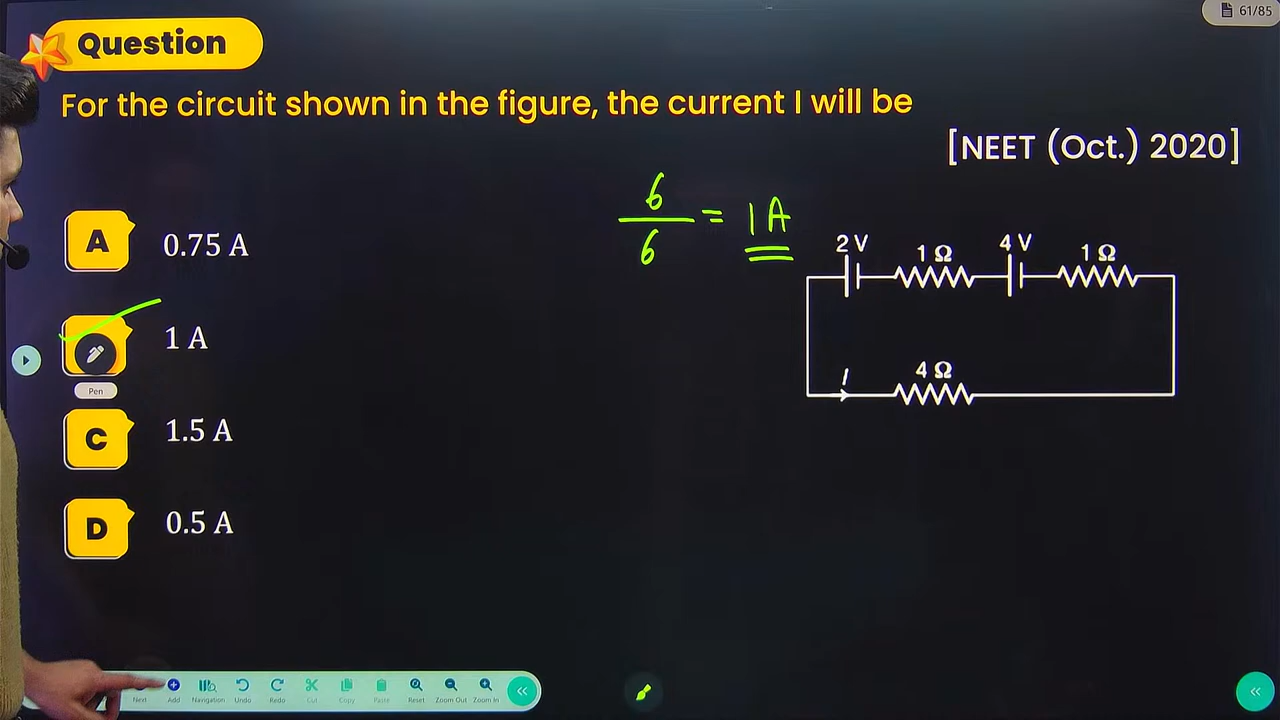 61/85
Question
For the circuit shown in the figure, the current I will be
[NEET (Oct.) 2020]
6
6
= 1A
A
0.75 A
1 A
C
1.5 A
D
0.5 A
2 V
1 Ω
4 V
1 Ω
I
4 Ω
Pen
Next Add Navigation Undo Redo Cut Copy Paste Reset Zoom Out Zoom In